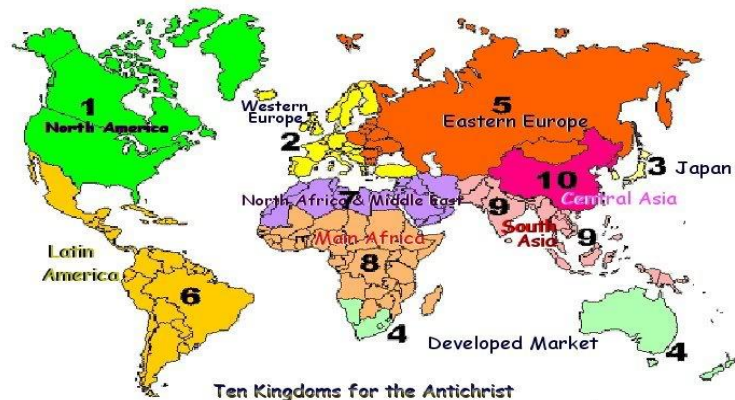 1
North America
Western
Europe
2
5
Eastern Europe
3 Japan
10
Central Asia
7
North Africa & Middle East
9
South
Asia
9
Main Africa
8
Latin
America
6
4
Developed Market
4
Ten Kingdoms for the Antichrist